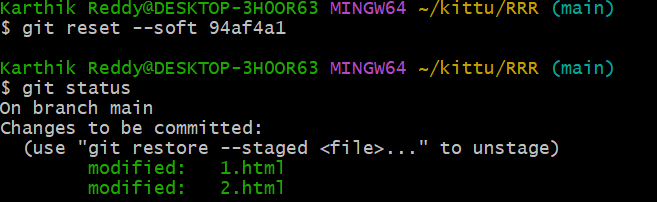 Karthik Reddy@DESKTOP-3HOOR63 MINGW64 ~/kittu/RRR (main)
$ git reset --soft 94af4a1
Karthik Reddy@DESKTOP-3HOOR63 MINGW64 ~/kittu/RRR (main)
$ git status
On branch main
Changes to be committed:
  (use "git restore --staged <file>..." to unstage)
        modified:   1.html
        modified:   2.html